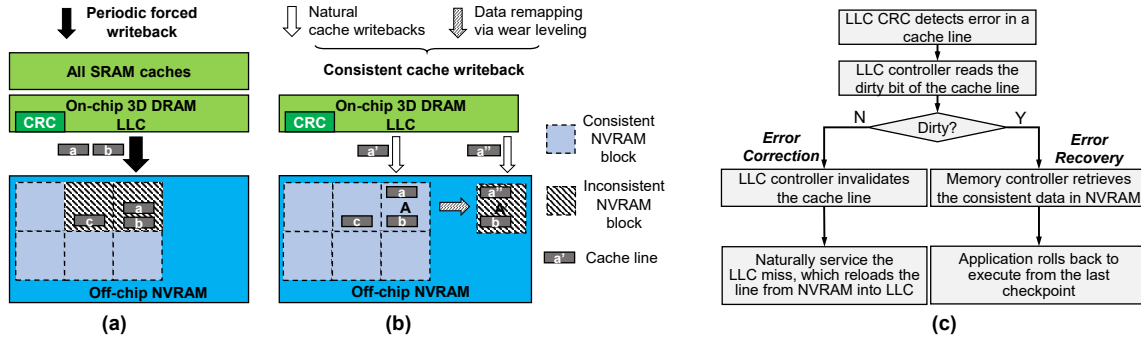 Periodic forced
writeback
All SRAM caches
On-chip 3D DRAM
LLC
CRC
a
b
c
a
b
Off-chip NVRAM
(a)
Natural
cache writebacks
Data remapping
via wear leveling
Consistent cache writeback
On-chip 3D DRAM
LLC
CRC
a'
a''
a
A
c
b
a''
A
b
Off-chip NVRAM
Consistent
NVRAM
block
Inconsistent
NVRAM
block
a'
Cache line
(b)
LLC CRC detects error in a
cache line
LLC controller reads the
dirty bit of the cache line
N
Dirty?
Y
Error
Correction
Error
Recovery
LLC controller invalidates
the cache line
Memory controller retrieves
the consistent data in NVRAM
Naturally service the
LLC miss, which reloads the
line from NVRAM into LLC
Application rolls back to
execute from the last
checkpoint
(c)